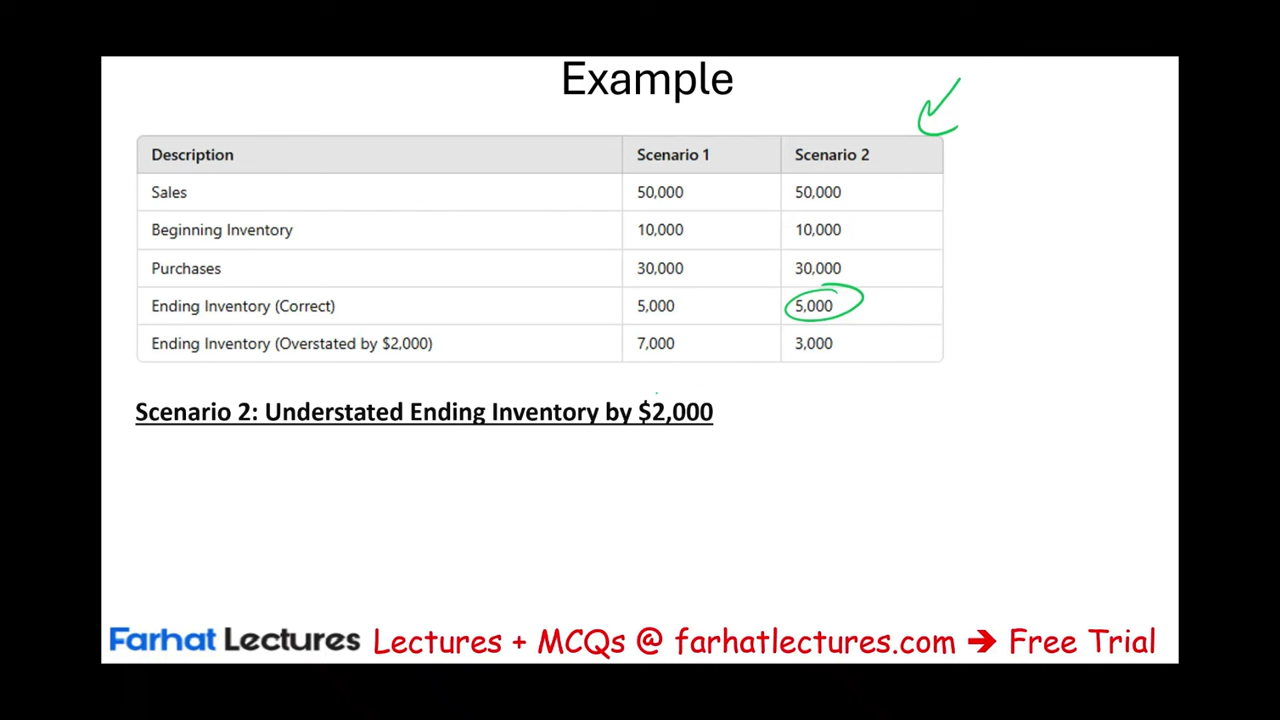 Example
Description Scenario 1 Scenario 2
Sales 50,000 50,000
Beginning Inventory 10,000 10,000
Purchases 30,000 30,000
Ending Inventory (Correct) 5,000 5,000
Ending Inventory (Overstated by $2,000) 7,000 3,000
Scenario 2: Understated Ending Inventory by $2,000
Farhat Lectures Lectures + MCQs @ farhatlectures.com ➔ Free Trial